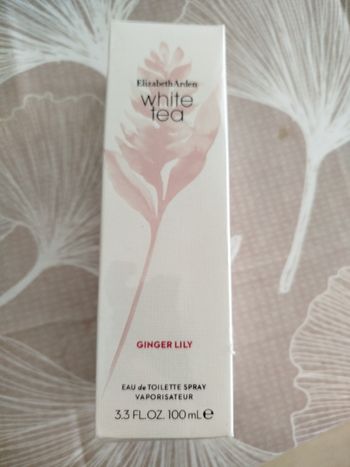 Elizabeth Arden
white
tea
GINGER LILY
EAU de TOILETTE SPRAY
VAPORISATEUR
3.3 FL.OZ. 100 mL ℮